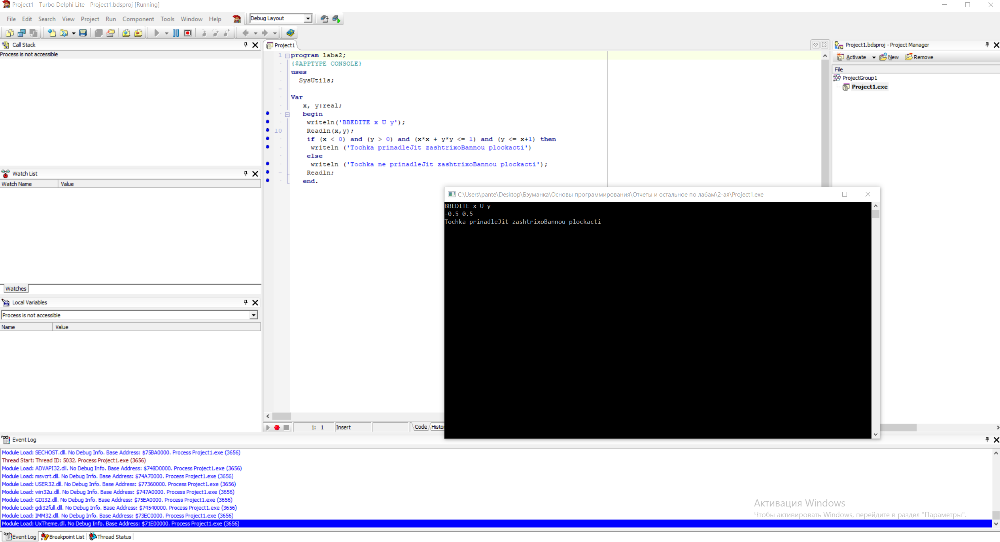 Project1 - Turbo Delphi Lite - Project1.bdsproj [Running]
File Edit Search View Project Run Component Tools Window Help
Debug Layout
Call Stack
Process is not accessible
Watch List
Watch Name Value
Watches
Local Variables
Process is not accessible
Name Value
Project1
1 program laba2;
{$APPTYPE CONSOLE}
uses
SysUtils;
Var
x, y:real;
begin
writeln('BBEDITE x U y');
10 Readln(x,y);
if (x < 0) and (y > 0) and (x*x + y*y <= 1) and (y <= x+1) then
writeln ('Tochka prinadleJit zashtrixoBannou plockacti')
else
writeln ('Tochka ne prinadleJit zashtrixoBannou plockacti');
Readln;
end.
1: 1 Insert Code Histor
Project1.bdsproj - Project Manager
Activate New Remove
File
ProjectGroup1
Project1.exe
C:\Users\pante\Desktop\Бэуманка\Основы программирования\Отчеты и остальное по лабам\2-ая\Project1.exe
BBEDITE x U y
-0.5 0.5
Tochka prinadleJit zashtrixoBannou plockacti
Event Log
Module Load: SECHOST.dll. No Debug Info. Base Address: $75BA0000. Process Project1.exe (3656)
Thread Start: Thread ID: 5032. Process Project1.exe (3656)
Module Load: ADVAPI32.dll. No Debug Info. Base Address: $748D0000. Process Project1.exe (3656)
Module Load: msvcrt.dll. No Debug Info. Base Address: $74A70000. Process Project1.exe (3656)
Module Load: USER32.dll. No Debug Info. Base Address: $77360000. Process Project1.exe (3656)
Module Load: win32u.dll. No Debug Info. Base Address: $747A0000. Process Project1.exe (3656)
Module Load: GDI32.dll. No Debug Info. Base Address: $75EA0000. Process Project1.exe (3656)
Module Load: gdi32full.dll. No Debug Info. Base Address: $74540000. Process Project1.exe (3656)
Module Load: IMM32.dll. No Debug Info. Base Address: $73EC0000. Process Project1.exe (3656)
Module Load: UxTheme.dll. No Debug Info. Base Address: $71E00000. Process Project1.exe (3656)
Активация Windows
Чтобы активировать Windows, перейдите в раздел "Параметры".
Event Log Breakpoint List Thread Status